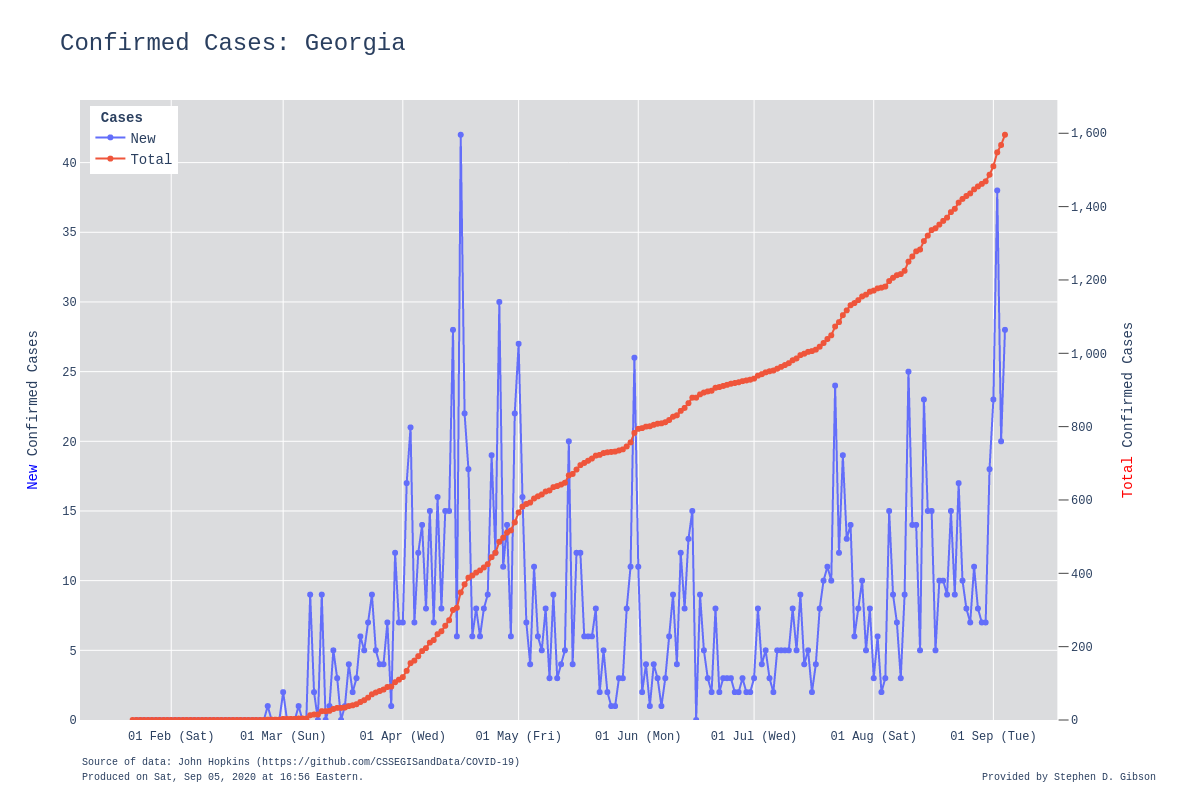 Confirmed Cases: Georgia
Cases
New
Total
40
35
30
25
20
15
10
5
0
1,600
1,400
1,200
1,000
800
600
400
200
0
New Confirmed Cases
Total Confirmed Cases
01 Feb (Sat)
01 Mar (Sun)
01 Apr (Wed)
01 May (Fri)
01 Jun (Mon)
01 Jul (Wed)
01 Aug (Sat)
01 Sep (Tue)
Source of data: John Hopkins (https://github.com/CSSEGISandData/COVID-19)
Produced on Sat, Sep 05, 2020 at 16:56 Eastern.
Provided by Stephen D. Gibson